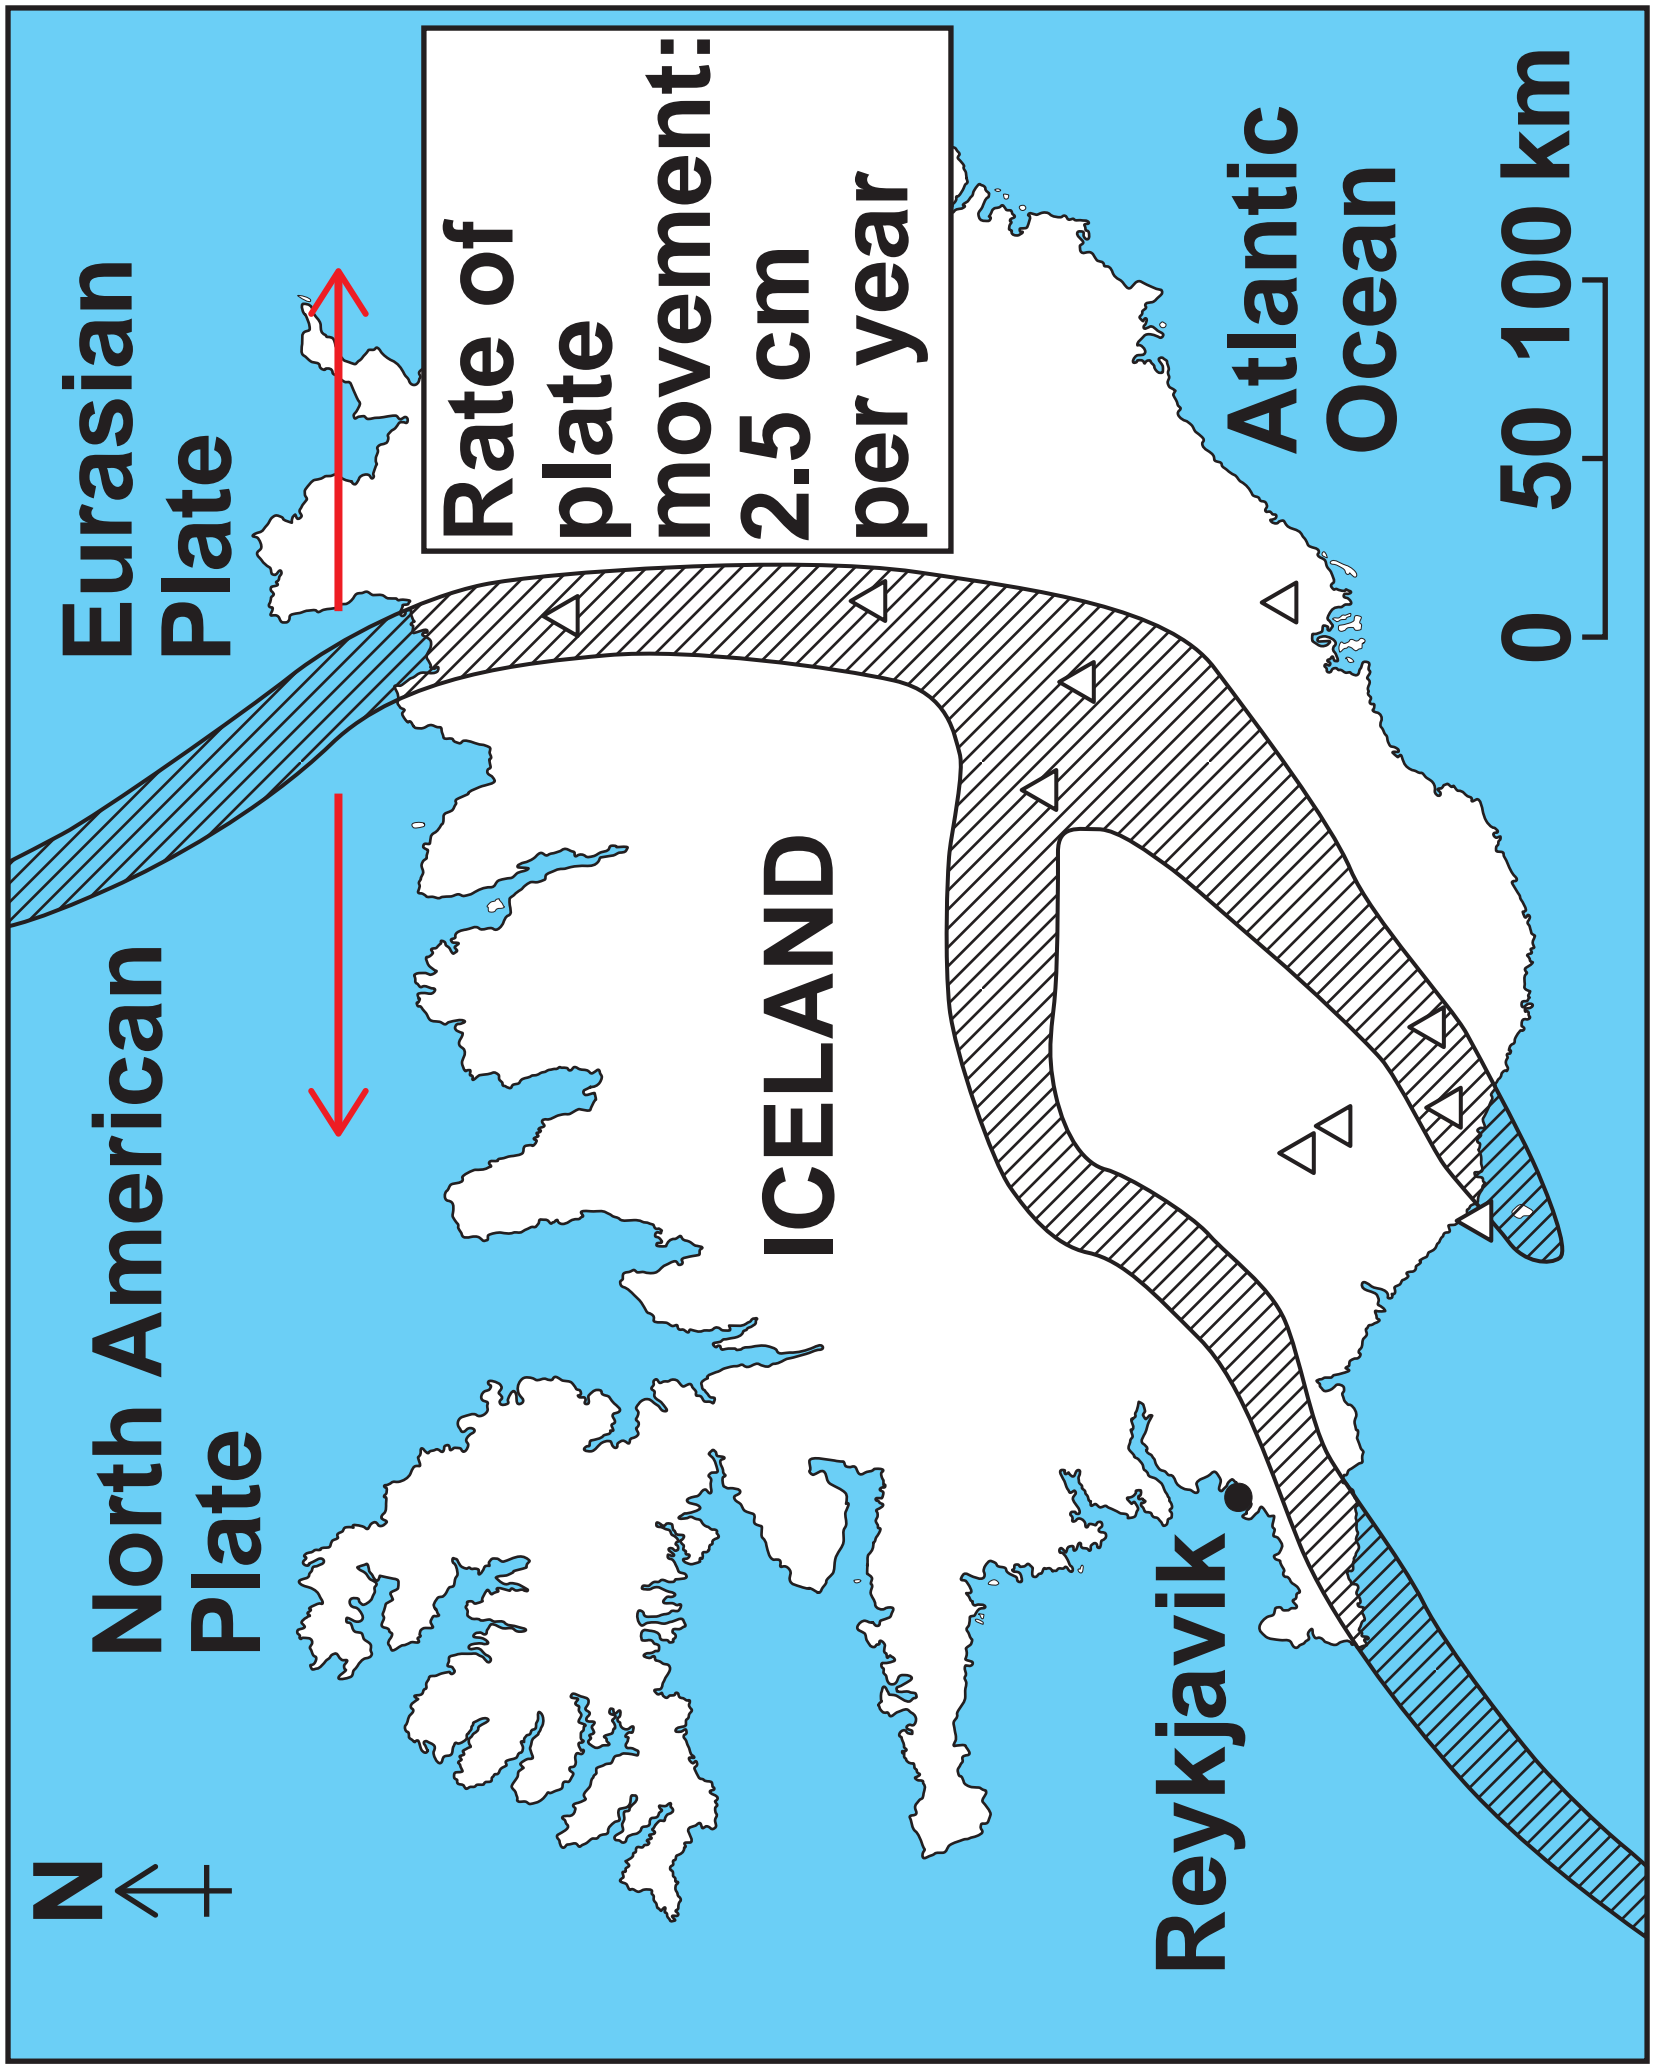 N
North American
Plate
Eurasian
Plate
Rate of
plate
movement:
2.5 cm
per year
ICELAND
Reykjavik
Atlantic
Ocean
0 50 100 km